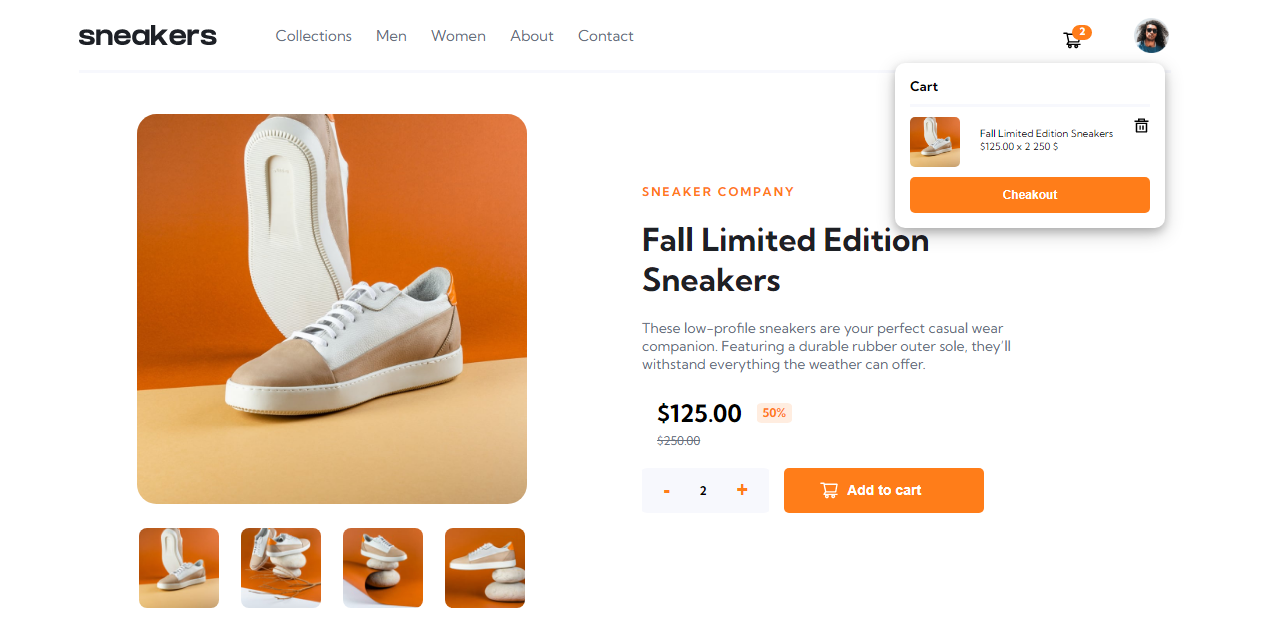 sneakers
Collections Men Women About Contact
2
Cart
Fall Limited Edition Sneakers
$125.00 x 2 250 $
Cheakout
SNEAKER COMPANY
Fall Limited Edition
Sneakers
These low-profile sneakers are your perfect casual wear
companion. Featuring a durable rubber outer sole, they’ll
withstand everything the weather can offer.
$125.00 50%
$250.00
- 2 + Add to cart